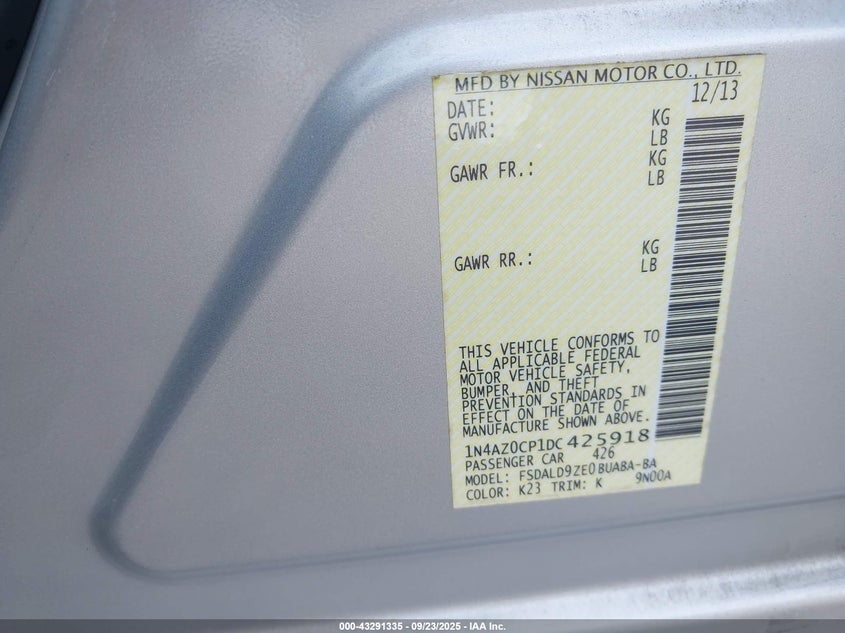 MFD BY NISSAN MOTOR CO., LTD.
DATE: 12/13
GVWR: KG
LB
GAWR FR.: KG
LB
GAWR RR.: KG
LB
THIS VEHICLE CONFORMS TO
ALL APPLICABLE FEDERAL
MOTOR VEHICLE SAFETY,
BUMPER, AND THEFT
PREVENTION STANDARDS IN
EFFECT ON THE DATE OF
MANUFACTURE SHOWN ABOVE.
1N4AZ0CP1DC425918
PASSENGER CAR 426
MODEL: FSDALD9ZE0BUABA-BA
COLOR: K23 TRIM: K 9N00A
000-43291335 - 09/23/2025 - IAA Inc.